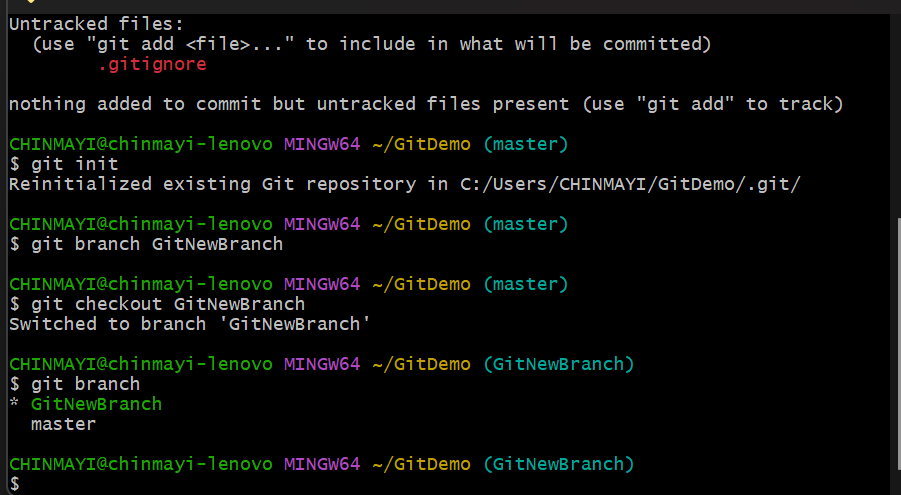 Untracked files:
(use "git add <file>..." to include in what will be committed)
.gitignore
nothing added to commit but untracked files present (use "git add" to track)
CHINMAYI@chinmayi-lenovo MINGW64 ~/GitDemo (master)
$ git init
Reinitialized existing Git repository in C:/Users/CHINMAYI/GitDemo/.git/
CHINMAYI@chinmayi-lenovo MINGW64 ~/GitDemo (master)
$ git branch GitNewBranch
CHINMAYI@chinmayi-lenovo MINGW64 ~/GitDemo (master)
$ git checkout GitNewBranch
Switched to branch 'GitNewBranch'
CHINMAYI@chinmayi-lenovo MINGW64 ~/GitDemo (GitNewBranch)
$ git branch
* GitNewBranch
master
CHINMAYI@chinmayi-lenovo MINGW64 ~/GitDemo (GitNewBranch)
$